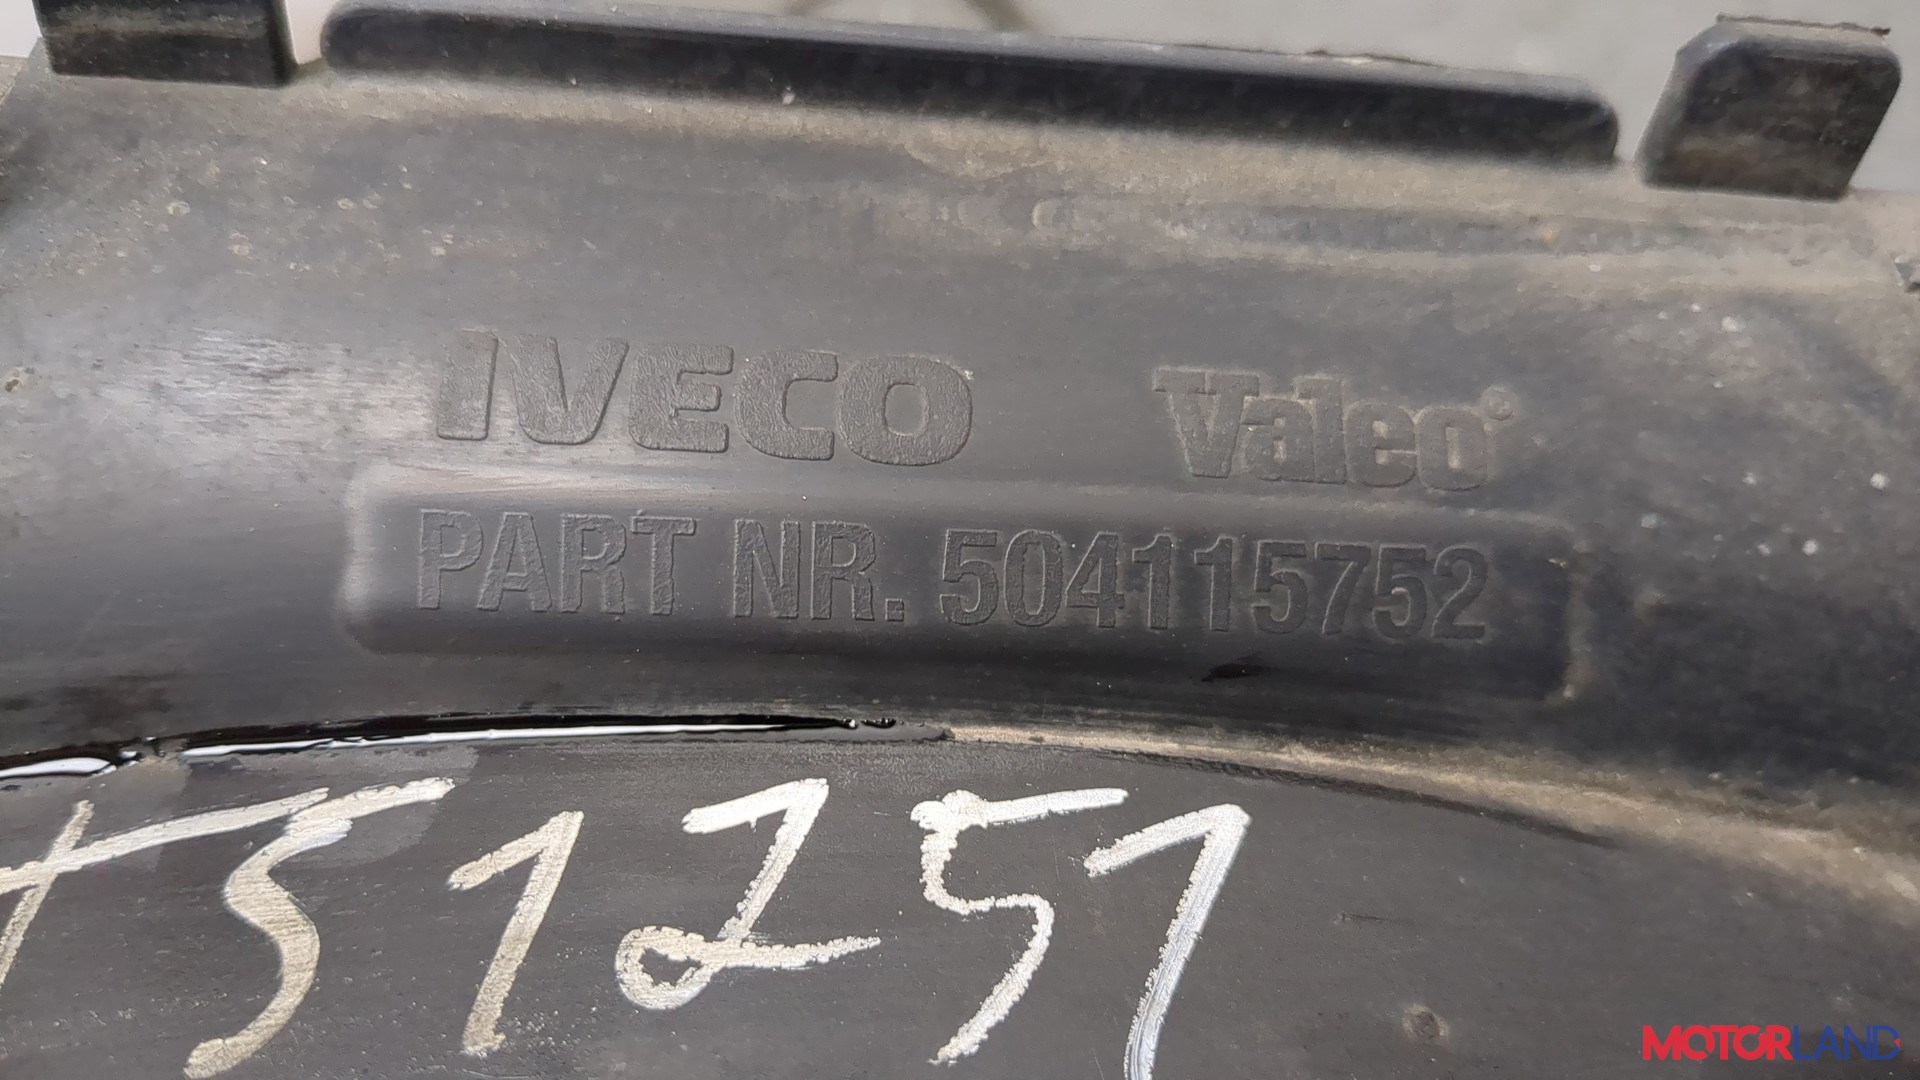 IVECO Valeo®
PART NR. 504115752
51251
MOTORLAND